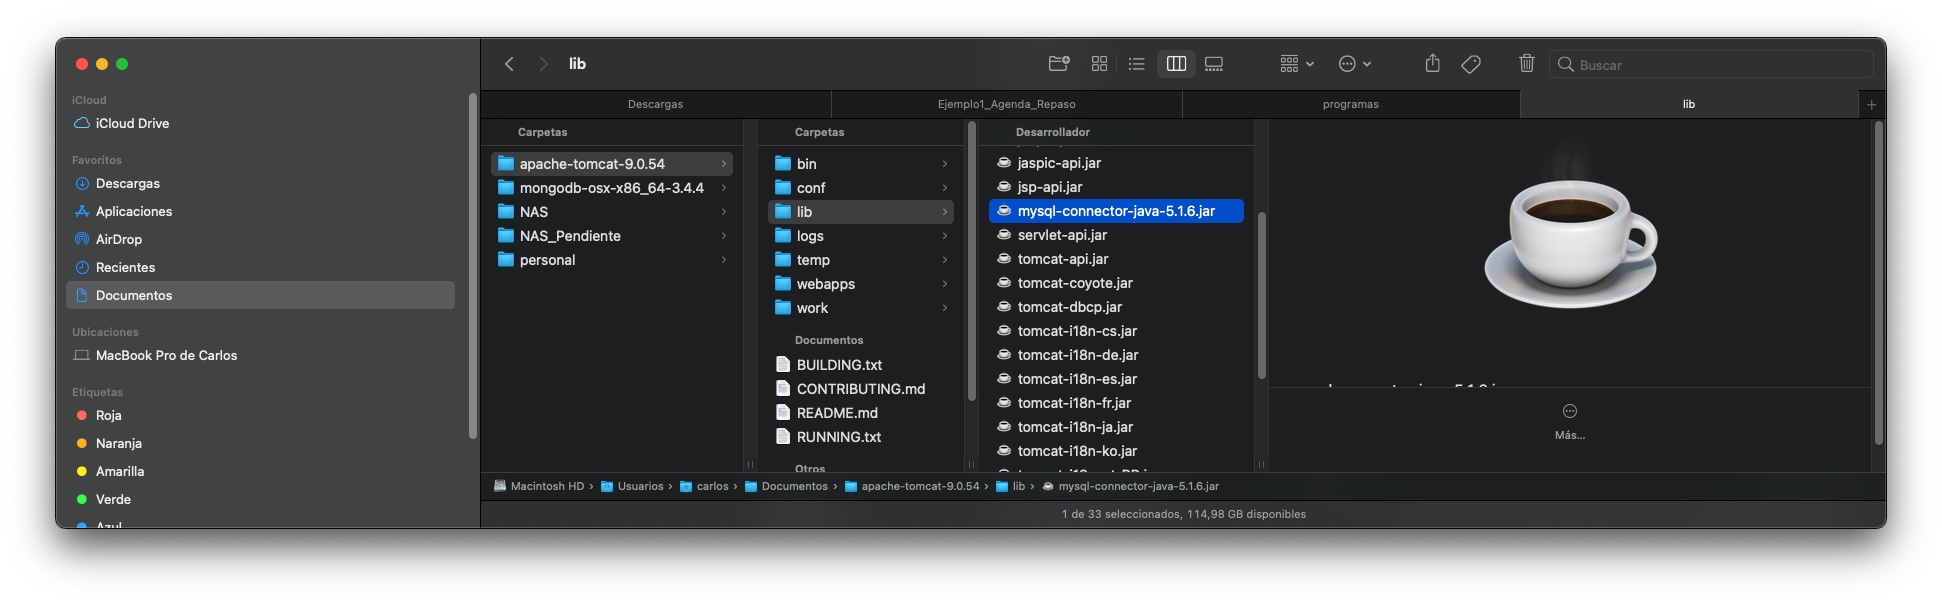 iCloud
iCloud Drive
Favoritos
Descargas
Aplicaciones
AirDrop
Recientes
Documentos
Ubicaciones
MacBook Pro de Carlos
Etiquetas
Roja
Naranja
Amarilla
Verde
Azul
lib
Buscar
Descargas
Ejemplo1_Agenda_Repaso
programas
lib
Carpetas
apache-tomcat-9.0.54
mongodb-osx-x86_64-3.4.4
NAS
NAS_Pendiente
personal
Carpetas
bin
conf
lib
logs
temp
webapps
work
Documentos
BUILDING.txt
CONTRIBUTING.md
README.md
RUNNING.txt
Otros
Desarrollador
jaspic-api.jar
jsp-api.jar
mysql-connector-java-5.1.6.jar
servlet-api.jar
tomcat-api.jar
tomcat-coyote.jar
tomcat-dbcp.jar
tomcat-i18n-cs.jar
tomcat-i18n-de.jar
tomcat-i18n-es.jar
tomcat-i18n-fr.jar
tomcat-i18n-ja.jar
tomcat-i18n-ko.jar
Más...
Macintosh HD › Usuarios › carlos › Documentos › apache-tomcat-9.0.54 › lib › mysql-connector-java-5.1.6.jar
1 de 33 seleccionados, 114,98 GB disponibles